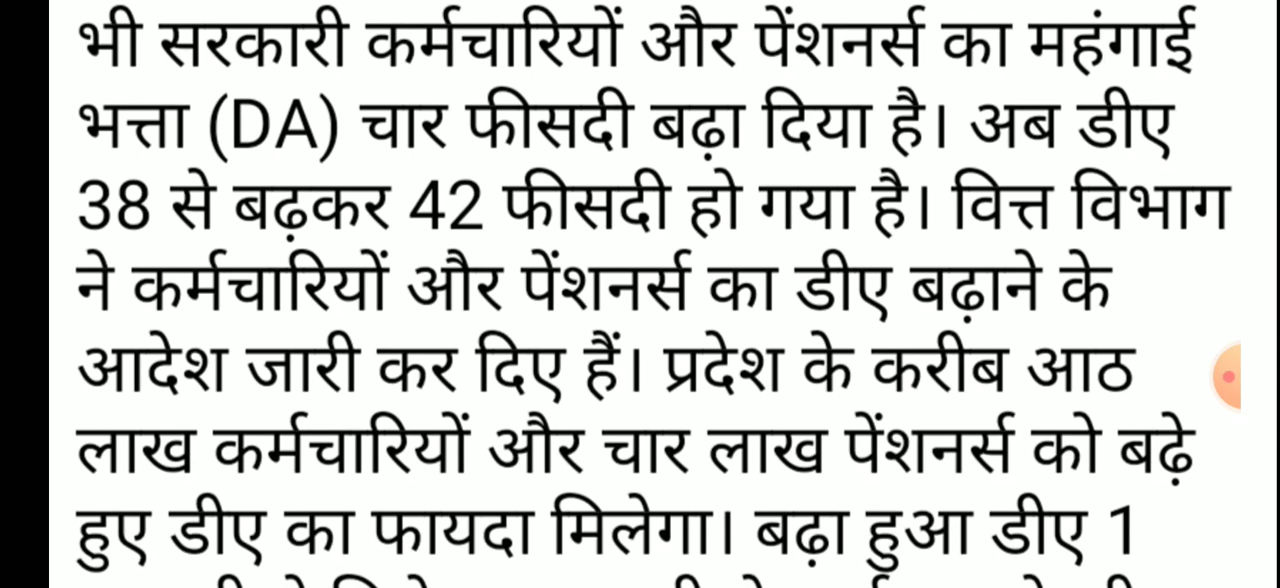 भी सरकारी कर्मचारियों और पेंशनर्स का महंगाई
भत्ता (DA) चार फीसदी बढ़ा दिया है। अब डीए
38 से बढ़कर 42 फीसदी हो गया है। वित्त विभाग
ने कर्मचारियों और पेंशनर्स का डीए बढ़ाने के
आदेश जारी कर दिए हैं। प्रदेश के करीब आठ
लाख कर्मचारियों और चार लाख पेंशनर्स को बढ़े
हुए डीए का फायदा मिलेगा। बढ़ा हुआ डीए 1